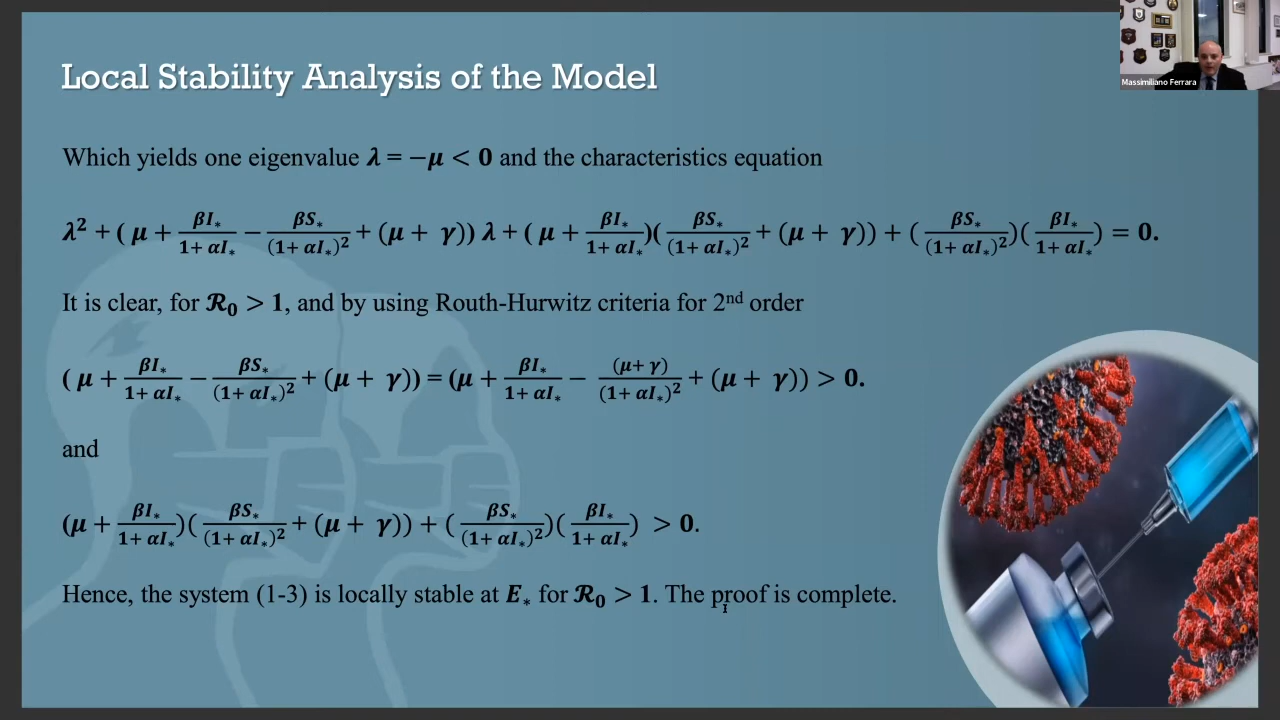 Massimiliano Ferrara
Local Stability Analysis of the Model
Which yields one eigenvalue λ = −μ < 0 and the characteristics equation
λ² + ( μ + βI∗/(1+ αI∗) − βS∗/(1+ αI∗)² + (μ + γ)) λ + ( μ + βI∗/(1+ αI∗))( βS∗/(1+ αI∗)² + (μ + γ)) + ( βS∗/(1+ αI∗)²)( βI∗/(1+ αI∗)) = 0.
It is clear, for ℛ₀ > 1, and by using Routh-Hurwitz criteria for 2nd order
( μ + βI∗/(1+ αI∗) − βS∗/(1+ αI∗)² + (μ + γ)) = (μ + βI∗/(1+ αI∗) − (μ+ γ)/(1+ αI∗)² + (μ + γ)) > 0.
and
(μ + βI∗/(1+ αI∗))( βS∗/(1+ αI∗)² + (μ + γ)) + ( βS∗/(1+ αI∗)²)( βI∗/(1+ αI∗)) > 0.
Hence, the system (1-3) is locally stable at E∗ for ℛ₀ > 1. The proof is complete.